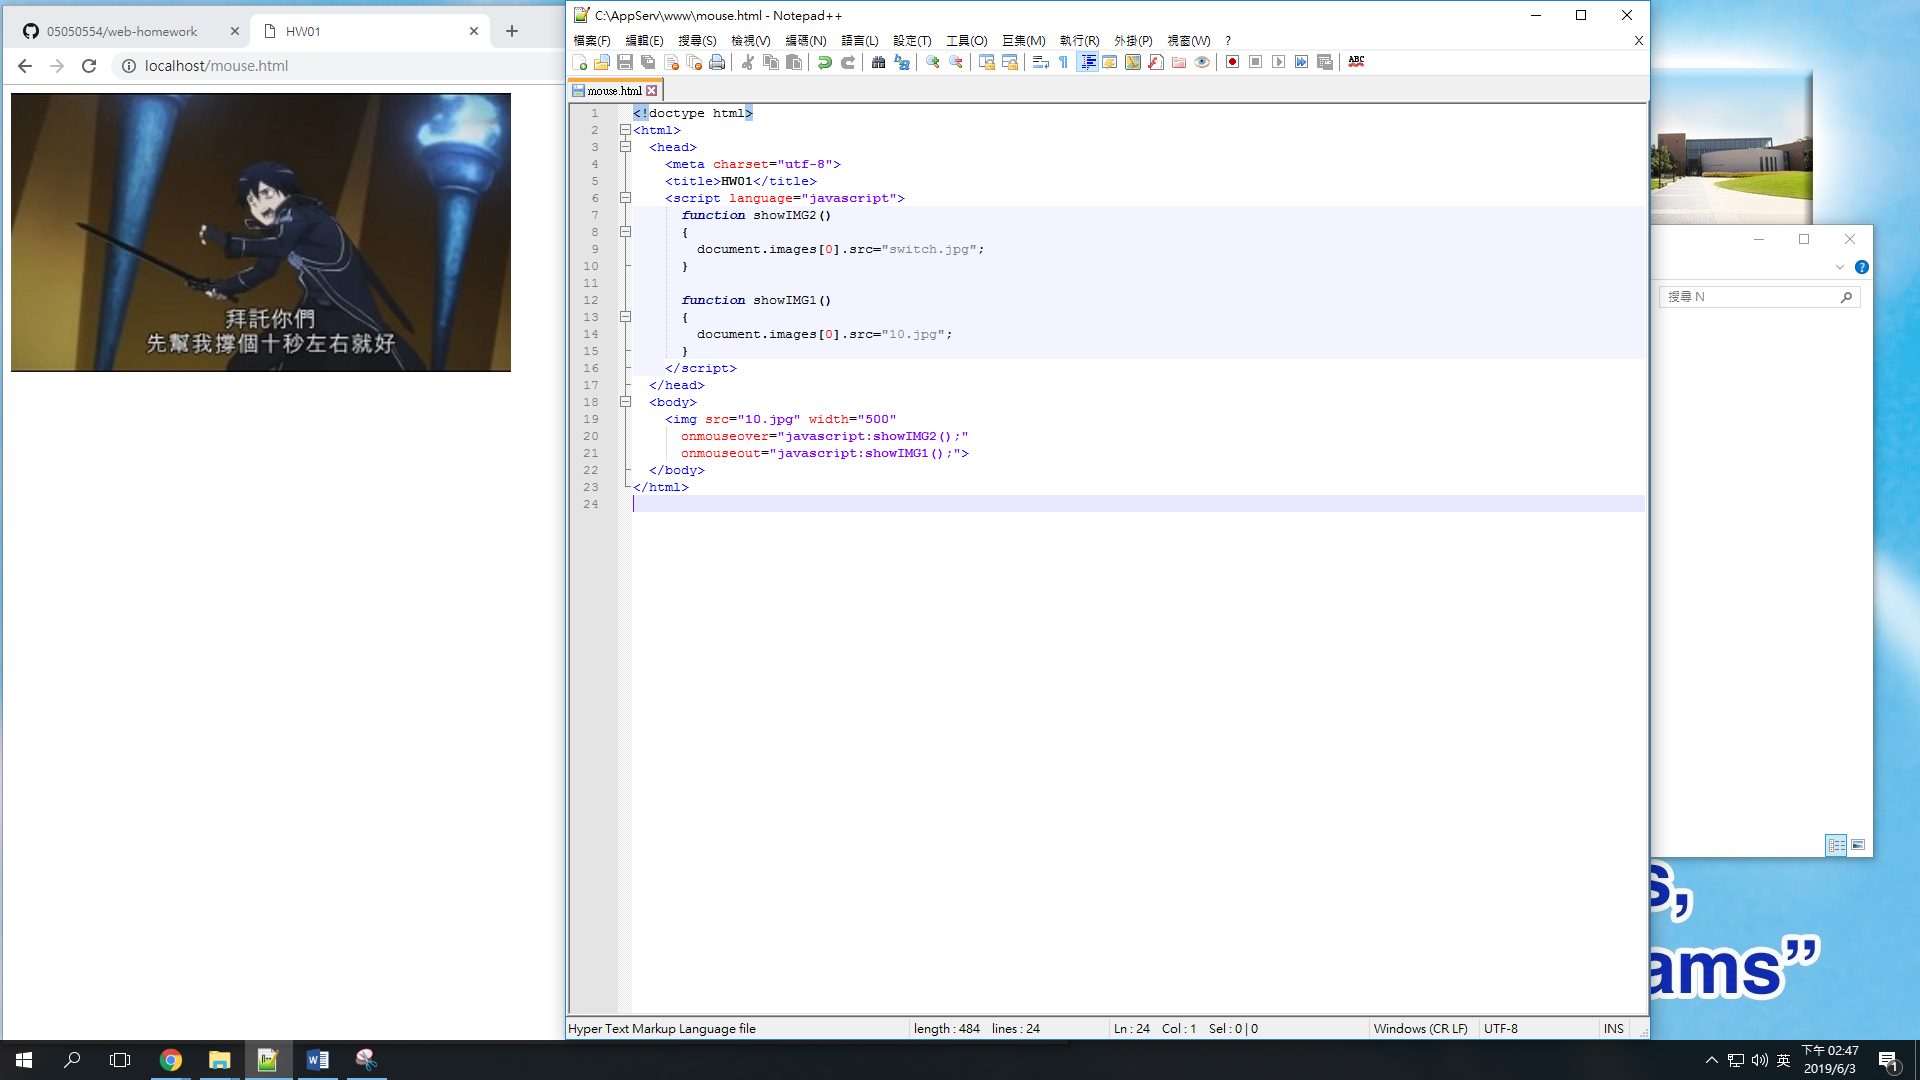 05050554/web-homework
HW01
localhost/mouse.html
拜託你們
先幫我撐個十秒左右就好
C:\AppServ\www\mouse.html - Notepad++
檔案(F) 編輯(E) 搜尋(S) 檢視(V) 編碼(N) 語言(L) 設定(T) 工具(O) 巨集(M) 執行(R) 外掛(P) 視窗(W) ? X
ABC
mouse.html
1 <!doctype html>
2 <html>
3 <head>
4 <meta charset="utf-8">
5 <title>HW01</title>
6 <script language="javascript">
7 function showIMG2()
8 {
9 document.images[0].src="switch.jpg";
10 }
11
12 function showIMG1()
13 {
14 document.images[0].src="10.jpg";
15 }
16 </script>
17 </head>
18 <body>
19 <img src="10.jpg" width="500"
20 onmouseover="javascript:showIMG2();"
21 onmouseout="javascript:showIMG1();">
22 </body>
23 </html>
24
Hyper Text Markup Language file length : 484 lines : 24 Ln : 24 Col : 1 Sel : 0 | 0 Windows (CR LF) UTF-8 INS
搜尋 N
s,
ams”
英
下午 02:47
2019/6/3
1